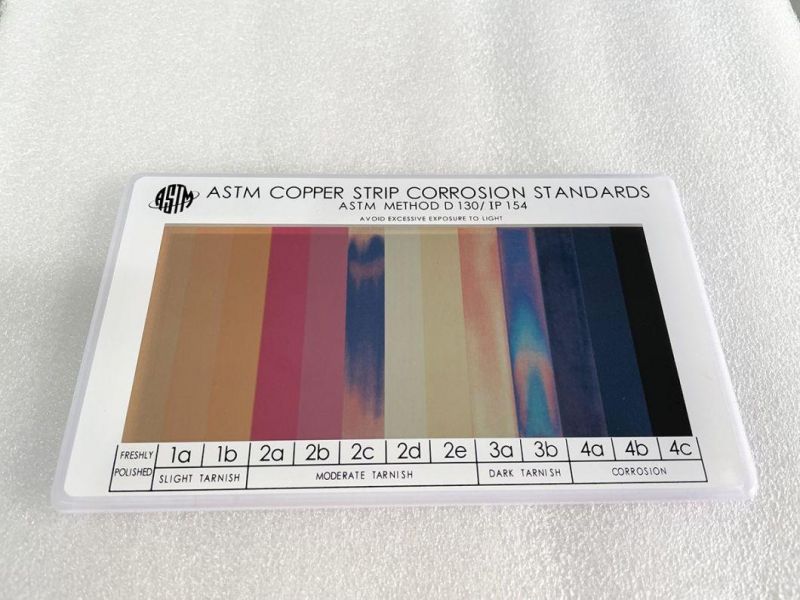 ASTM
ASTM COPPER STRIP CORROSION STANDARDS
ASTM METHOD D 130/ IP 154
AVOID EXCESSIVE EXPOSURE TO LIGHT
FRESHLY POLISHED
1a 1b 2a 2b 2c 2d 2e 3a 3b 4a 4b 4c
SLIGHT TARNISH MODERATE TARNISH DARK TARNISH CORROSION